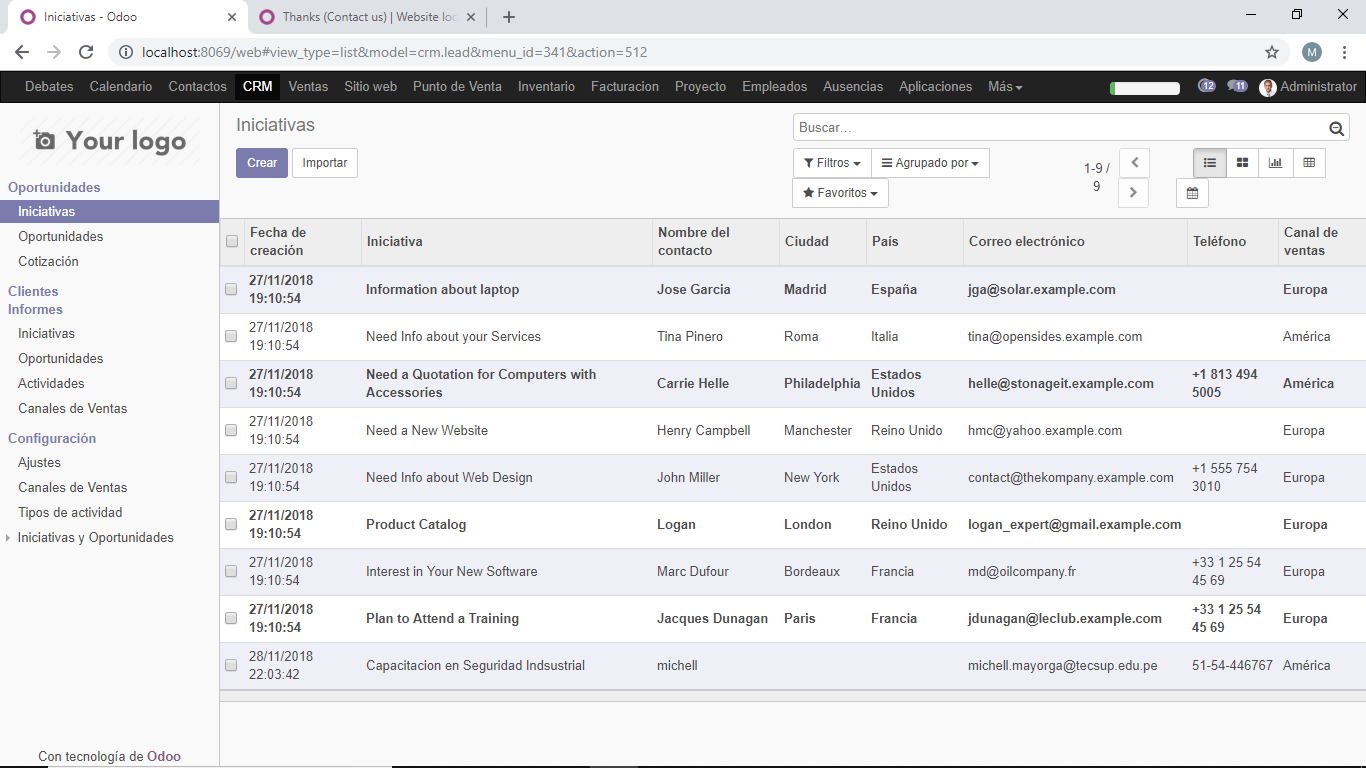 Iniciativas - Odoo
Thanks (Contact us) | Website loc
localhost:8069/web#view_type=list&model=crm.lead&menu_id=341&action=512
M
Debates Calendario Contactos CRM Ventas Sitio web Punto de Venta Inventario Facturacion Proyecto Empleados Ausencias Aplicaciones Más 12 11 Administrator
Your logo
Oportunidades
Iniciativas
Oportunidades
Cotización
Clientes
Informes
Iniciativas
Oportunidades
Actividades
Canales de Ventas
Configuración
Ajustes
Canales de Ventas
Tipos de actividad
Iniciativas y Oportunidades
Con tecnología de Odoo
Iniciativas
Buscar...
Crear Importar
Filtros Agrupado por
Favoritos
1-9 /
9
Fecha de
creación
Iniciativa
Nombre del
contacto
Ciudad
País
Correo electrónico
Teléfono
Canal de
ventas
27/11/2018
19:10:54
Information about laptop
Jose Garcia
Madrid
España
jga@solar.example.com
Europa
27/11/2018
19:10:54
Need Info about your Services
Tina Pinero
Roma
Italia
tina@opensides.example.com
América
27/11/2018
19:10:54
Need a Quotation for Computers with
Accessories
Carrie Helle
Philadelphia
Estados
Unidos
helle@stonageit.example.com
+1 813 494
5005
América
27/11/2018
19:10:54
Need a New Website
Henry Campbell
Manchester
Reino Unido
hmc@yahoo.example.com
Europa
27/11/2018
19:10:54
Need Info about Web Design
John Miller
New York
Estados
Unidos
contact@thekompany.example.com
+1 555 754
3010
Europa
27/11/2018
19:10:54
Product Catalog
Logan
London
Reino Unido
logan_expert@gmail.example.com
Europa
27/11/2018
19:10:54
Interest in Your New Software
Marc Dufour
Bordeaux
Francia
md@oilcompany.fr
+33 1 25 54
45 69
Europa
27/11/2018
19:10:54
Plan to Attend a Training
Jacques Dunagan
Paris
Francia
jdunagan@leclub.example.com
+33 1 25 54
45 69
Europa
28/11/2018
22:03:42
Capacitacion en Seguridad Indsustrial
michell
michell.mayorga@tecsup.edu.pe
51-54-446767
América